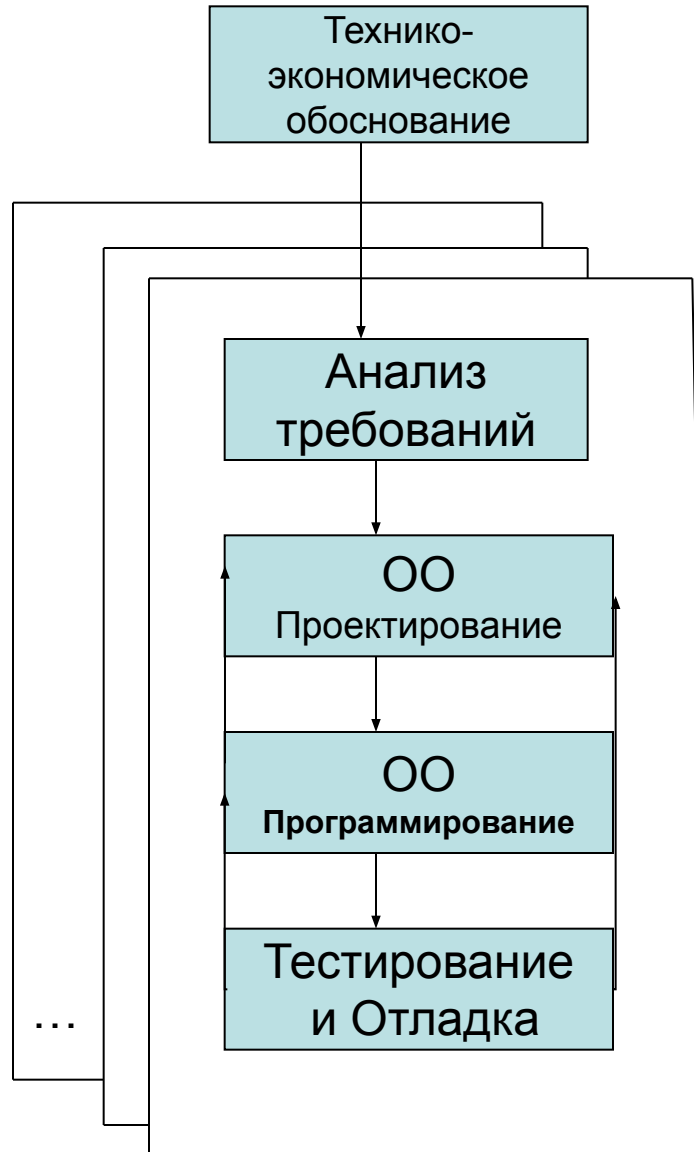 Технико-
экономическое
обоснование
Анализ
требований
ОО
Проектирование
ОО
Программирование
Тестирование
и Отладка
…